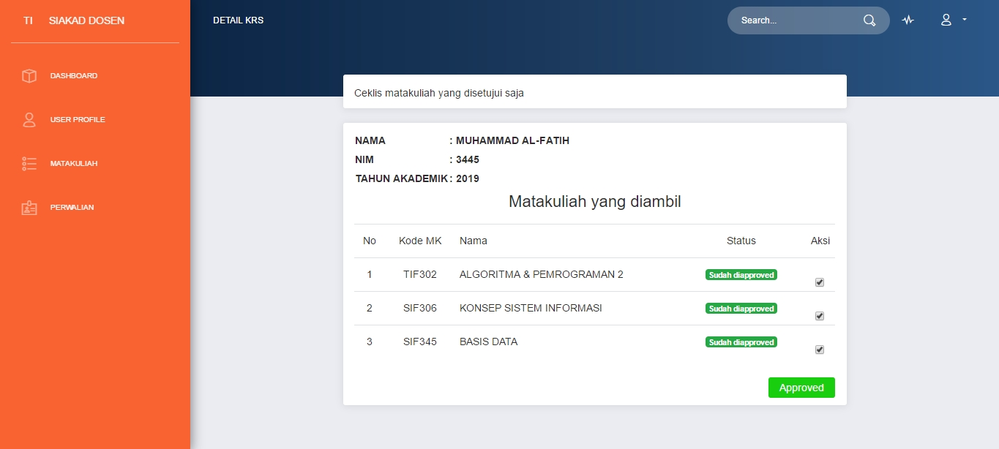 TI SIAKAD DOSEN
DASHBOARD
USER PROFILE
MATAKULIAH
PERWALIAN
DETAIL KRS
Search...
Ceklis matakuliah yang disetujui saja
NAMA : MUHAMMAD AL-FATIH
NIM : 3445
TAHUN AKADEMIK : 2019
Matakuliah yang diambil
No Kode MK Nama Status Aksi
1 TIF302 ALGORITMA & PEMROGRAMAN 2 Sudah diapproved
2 SIF306 KONSEP SISTEM INFORMASI Sudah diapproved
3 SIF345 BASIS DATA Sudah diapproved
Approved